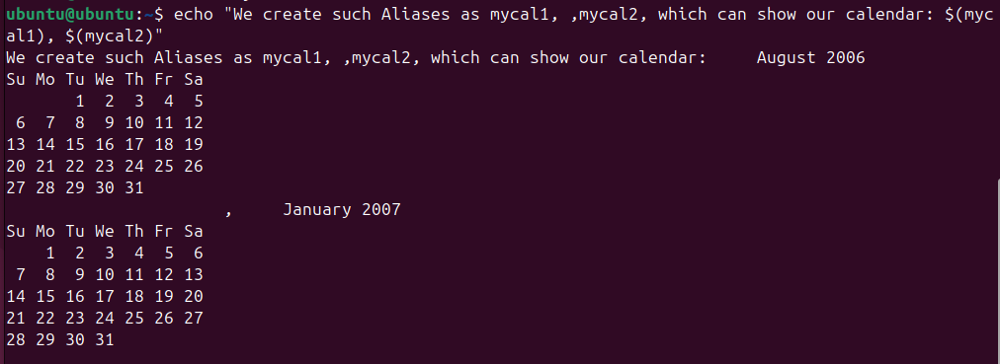 ubuntu@ubuntu:~$ echo "We create such Aliases as mycal1, ,mycal2, which can show our calendar: $(myc
al1), $(mycal2)"
We create such Aliases as mycal1, ,mycal2, which can show our calendar:     August 2006
Su Mo Tu We Th Fr Sa
       1  2  3  4  5
 6  7  8  9 10 11 12
13 14 15 16 17 18 19
20 21 22 23 24 25 26
27 28 29 30 31
                      ,     January 2007
Su Mo Tu We Th Fr Sa
    1  2  3  4  5  6
 7  8  9 10 11 12 13
14 15 16 17 18 19 20
21 22 23 24 25 26 27
28 29 30 31